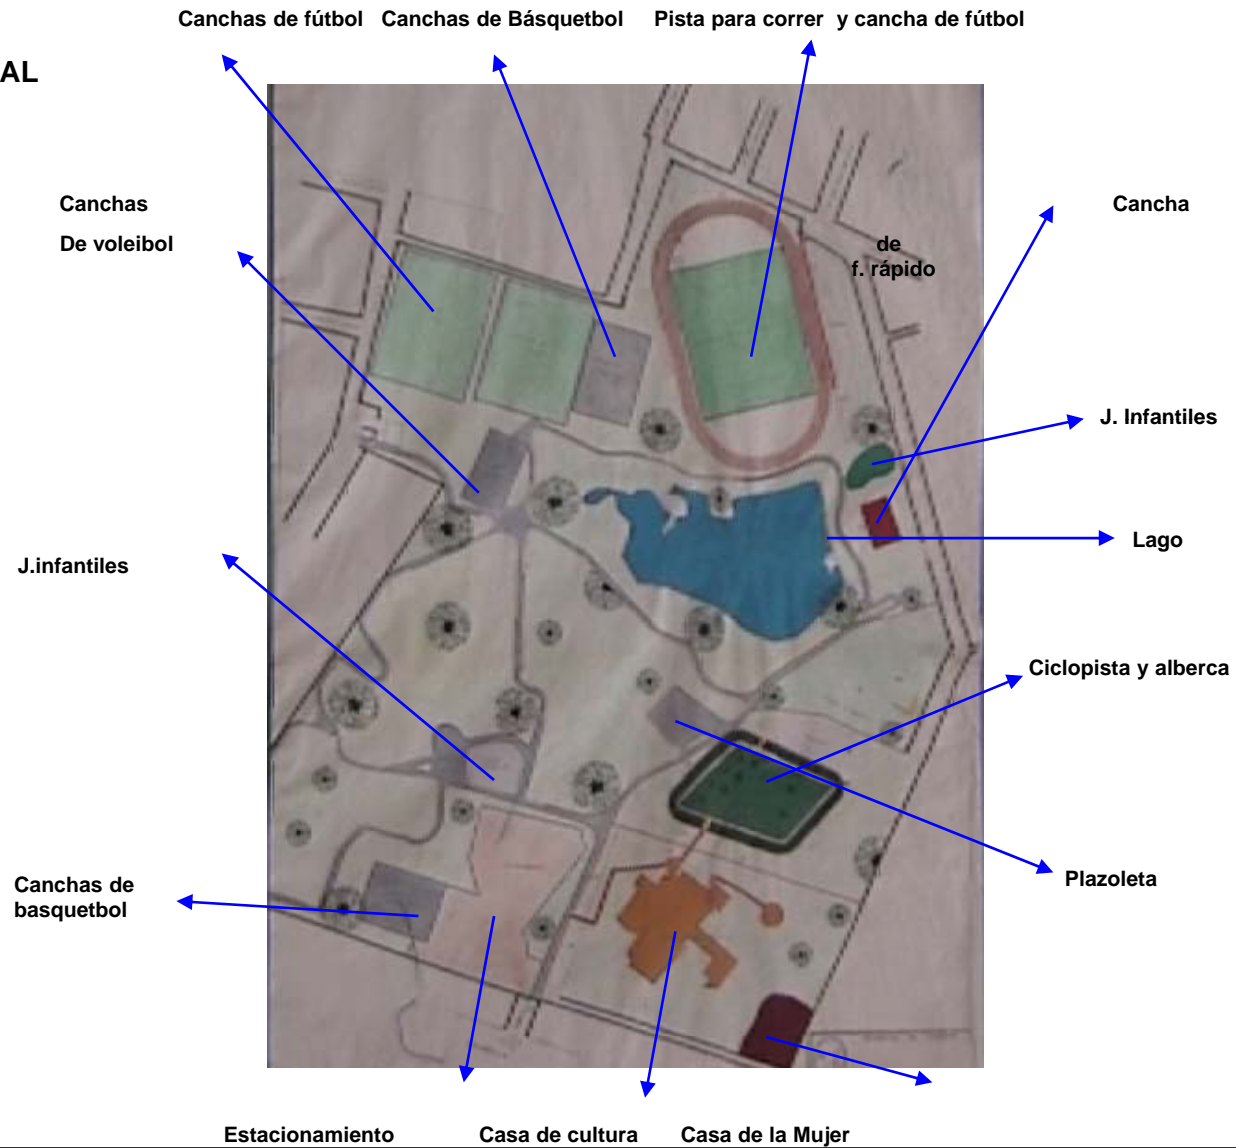 Canchas de fútbol Canchas de Básquetbol Pista para correr y cancha de fútbol
AL
Canchas
De voleibol
Cancha
de
f. rápido
J. Infantiles
Lago
J.infantiles
Ciclopista y alberca
Plazoleta
Canchas de
basquetbol
Estacionamiento Casa de cultura Casa de la Mujer